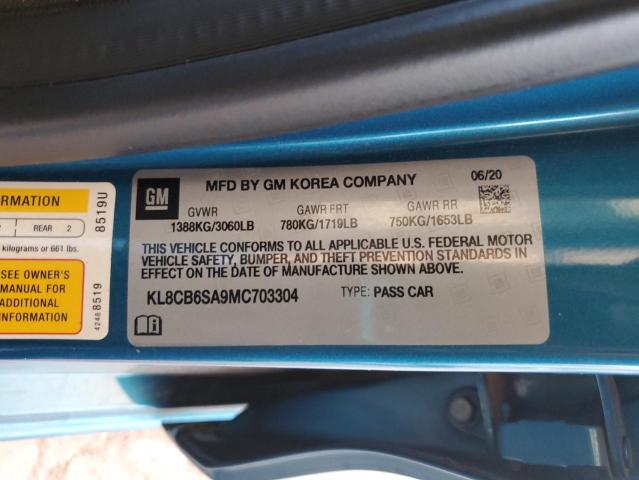 GM
MFD BY GM KOREA COMPANY
06/20
GVWR
GAWR FRT
GAWR RR
1388KG/3060LB
780KG/1719LB
750KG/1653LB
THIS VEHICLE CONFORMS TO ALL APPLICABLE U.S. FEDERAL MOTOR
VEHICLE SAFETY, BUMPER, AND THEFT PREVENTION STANDARDS IN
EFFECT ON THE DATE OF MANUFACTURE SHOWN ABOVE.
KL8CB6SA9MC703304
TYPE: PASS CAR
ORMATION
REAR 2
kilograms or 661 lbs.
SEE OWNER'S
MANUAL FOR
ADDITIONAL
INFORMATION
8519U
4248 8519